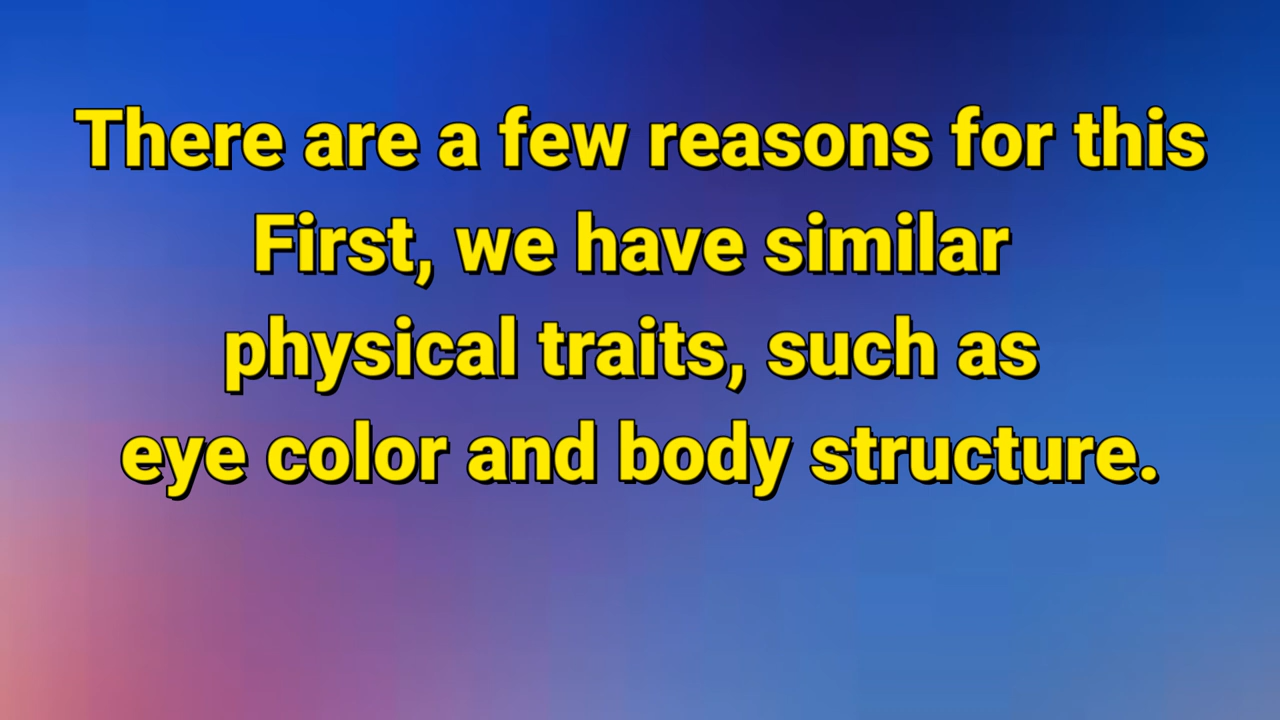 There are a few reasons for this
First, we have similar
physical traits, such as
eye color and body structure.